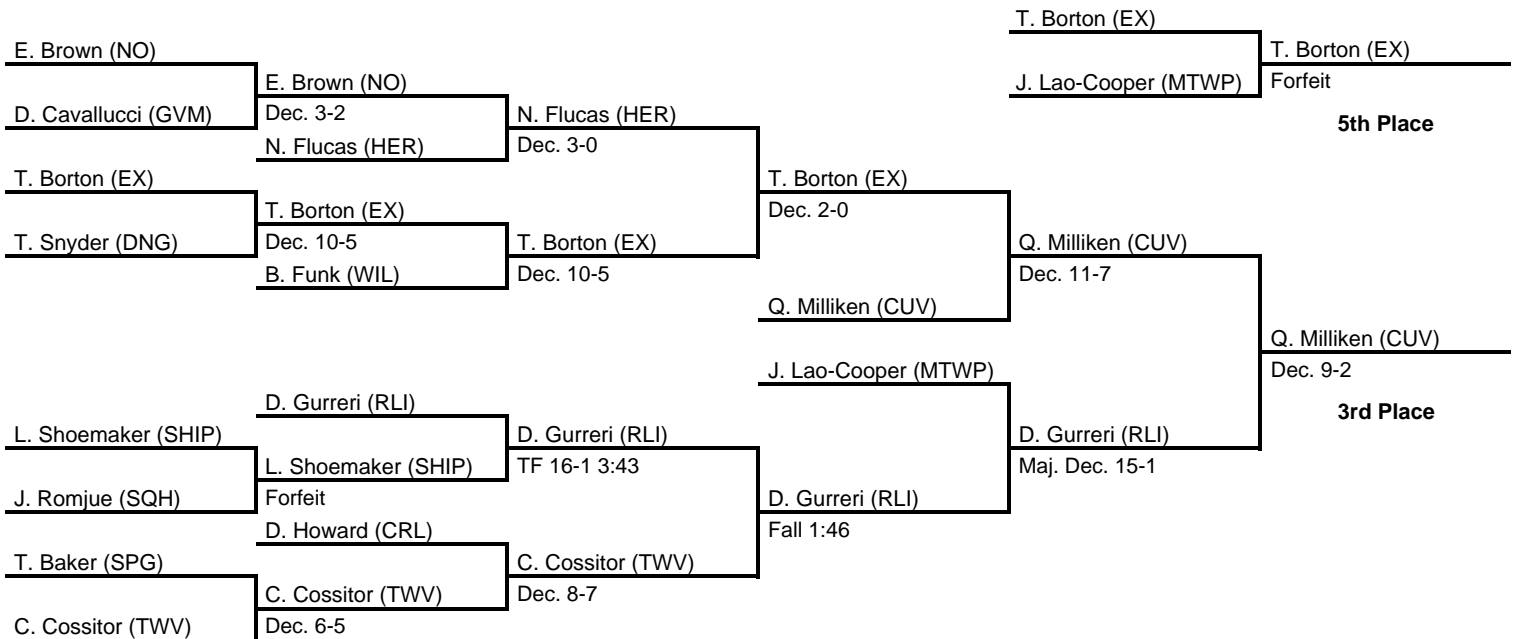 T. Borton (EX)
E. Brown (NO)
T. Borton (EX)
E. Brown (NO)
J. Lao-Cooper (MTWP)
Forfeit
D. Cavallucci (GVM)
Dec. 3-2
N. Flucas (HER)
5th Place
N. Flucas (HER)
Dec. 3-0
T. Borton (EX)
T. Borton (EX)
T. Borton (EX)
Dec. 2-0
T. Snyder (DNG)
Dec. 10-5
T. Borton (EX)
Q. Milliken (CUV)
B. Funk (WIL)
Dec. 10-5
Dec. 11-7
Q. Milliken (CUV)
Q. Milliken (CUV)
J. Lao-Cooper (MTWP)
Dec. 9-2
D. Gurreri (RLI)
3rd Place
L. Shoemaker (SHIP)
D. Gurreri (RLI)
D. Gurreri (RLI)
L. Shoemaker (SHIP)
TF 16-1 3:43
Maj. Dec. 15-1
J. Romjue (SQH)
Forfeit
D. Gurreri (RLI)
D. Howard (CRL)
Fall 1:46
T. Baker (SPG)
C. Cossitor (TWV)
C. Cossitor (TWV)
Dec. 8-7
C. Cossitor (TWV)
Dec. 6-5